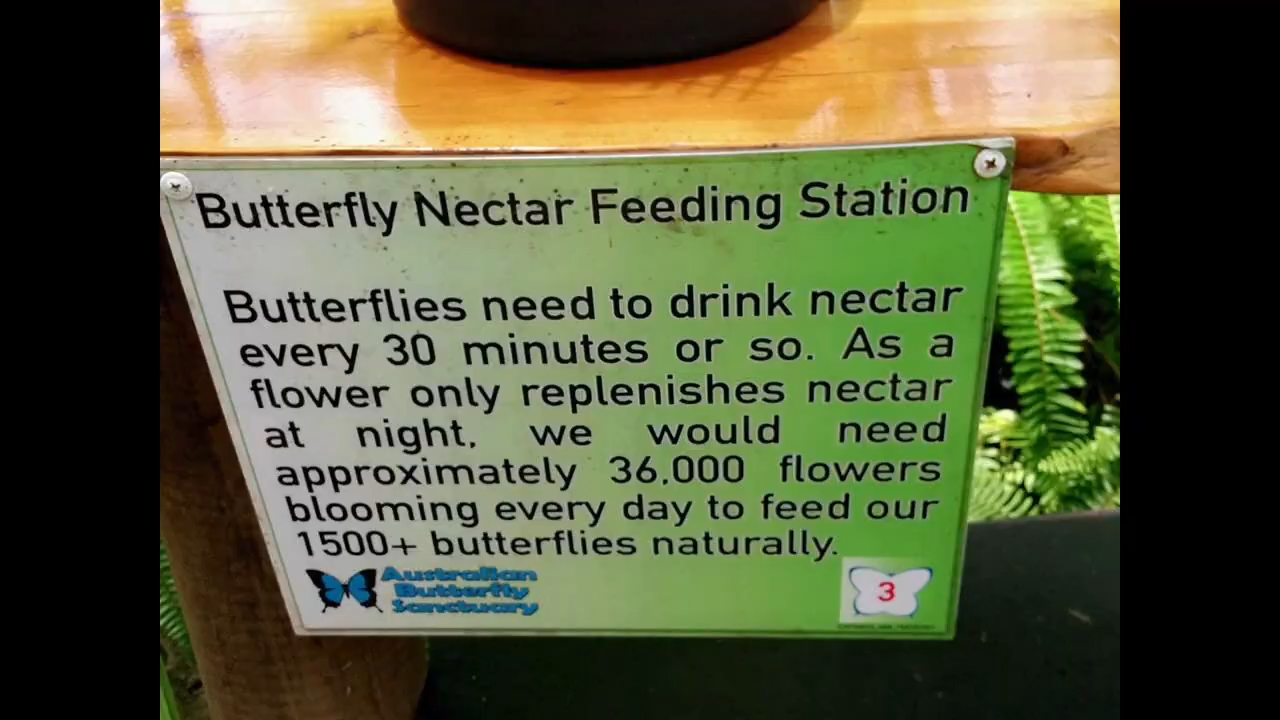 Butterfly Nectar Feeding Station
Butterflies need to drink nectar
every 30 minutes or so. As a
flower only replenishes nectar
at night, we would need
approximately 36,000 flowers
blooming every day to feed our
1500+ butterflies naturally.
Australian
Butterfly
Sanctuary
3